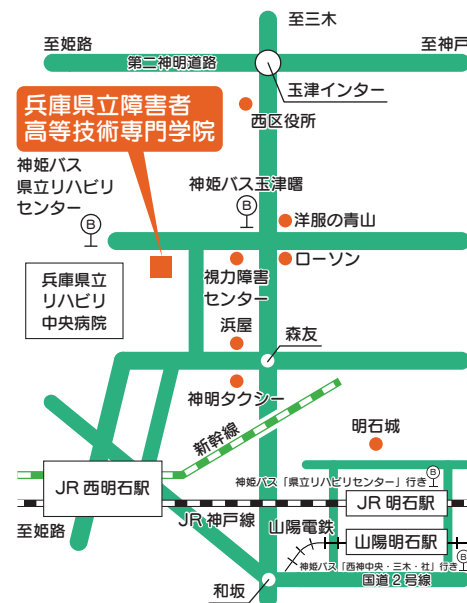 至三木
至姫路
至神戸
第二神明道路
玉津インター
兵庫県立障害者
高等技術専門学院
西区役所
神姫バス
県立リハビリ
センター
B
神姫バス玉津曙
B
洋服の青山
ローソン
視力障害
センター
兵庫県立
リハビリ
中央病院
浜屋
森友
神明タクシー
新幹線
明石城
神姫バス「県立リハビリセンター」行き
B
JR 西明石駅
JR 神戸線
JR 明石駅
至姫路
山陽電鉄
山陽明石駅
神姫バス「西神中央・三木・社」行き
B
国道2号線
和坂